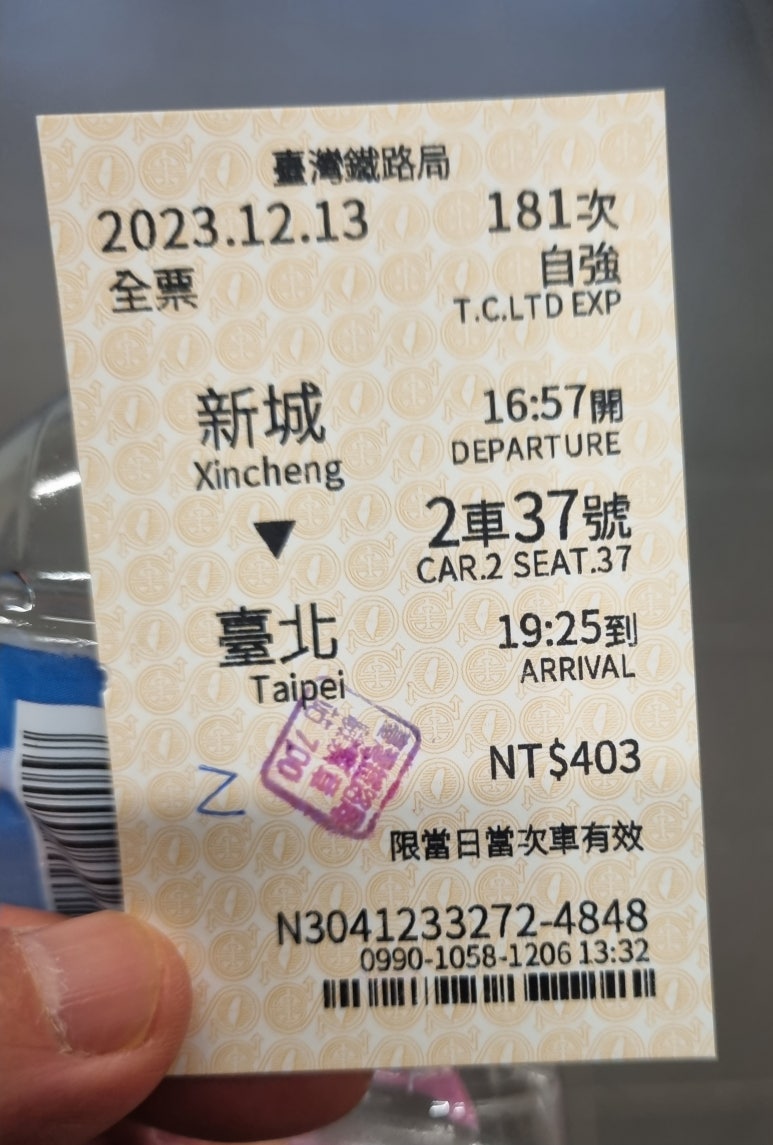 臺灣鐵路局
2023.12.13 181次
全票 自強
T.C.LTD EXP
新城 16:57開
Xincheng DEPARTURE
▼ 2車37號
CAR.2 SEAT.37
臺北 19:25到
Taipei ARRIVAL
700
NT$403
乙
限當日當次車有效
N3041233272-4848
0990-1058-1206 13:32